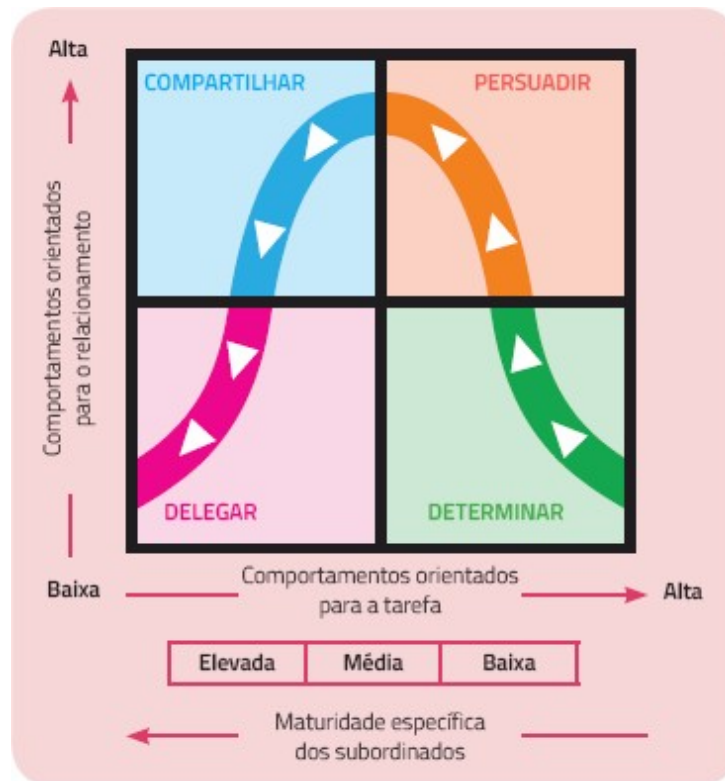 Alta
COMPARTILHAR
PERSUADIR
Comportamentos orientados
para o relacionamento
DELEGAR
DETERMINAR
Baixa
Comportamentos orientados
para a tarefa
Alta
Elevada
Média
Baixa
Maturidade específica
dos subordinados